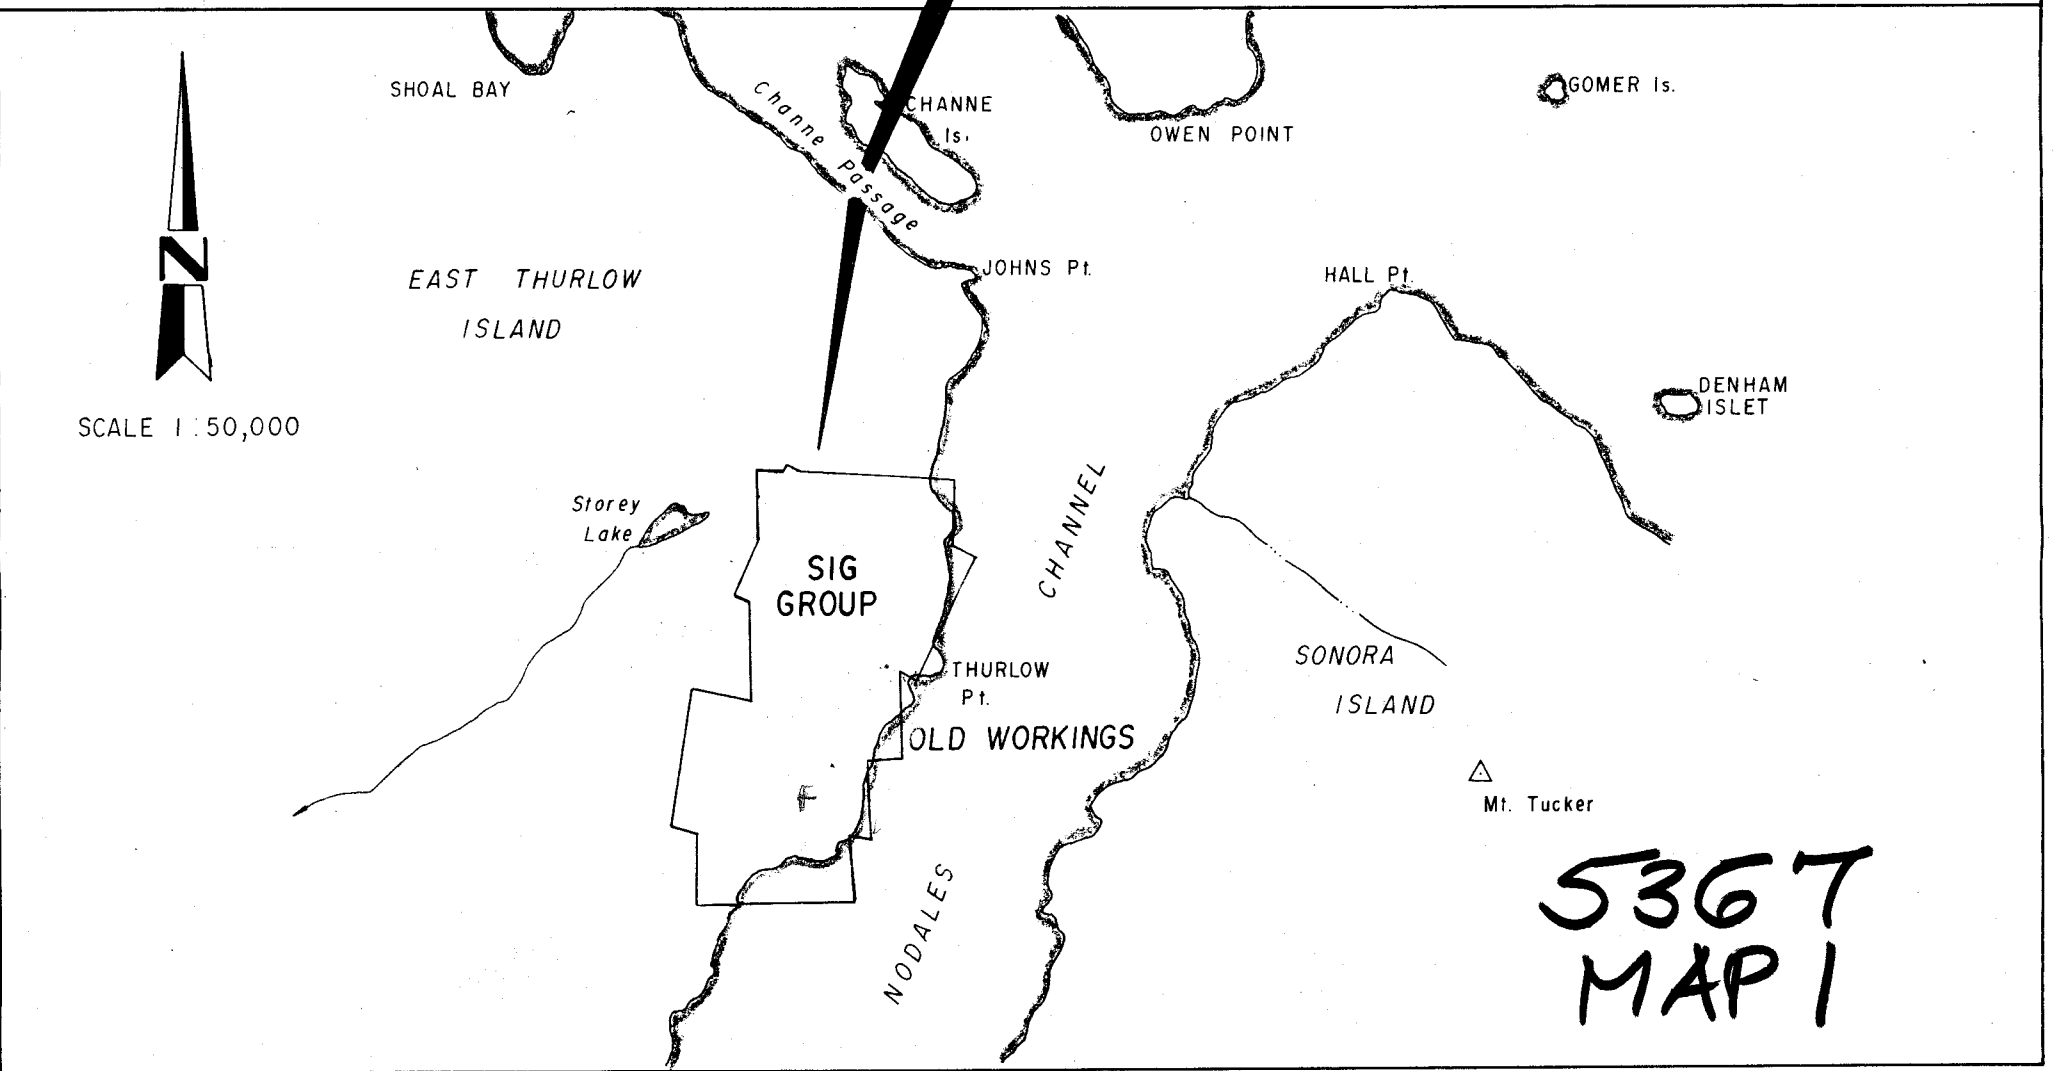 SHOAL BAY
Channe Passage
CHANNE
Is.
OWEN POINT
GOMER Is.
N
EAST THURLOW
ISLAND
JOHNS Pt.
HALL Pt.
DENHAM
ISLET
SCALE 1:50,000
Storey
Lake
SIG
GROUP
NODALES CHANNEL
THURLOW
Pt.
OLD WORKINGS
SONORA
ISLAND
Mt. Tucker
F
5367
MAP 1